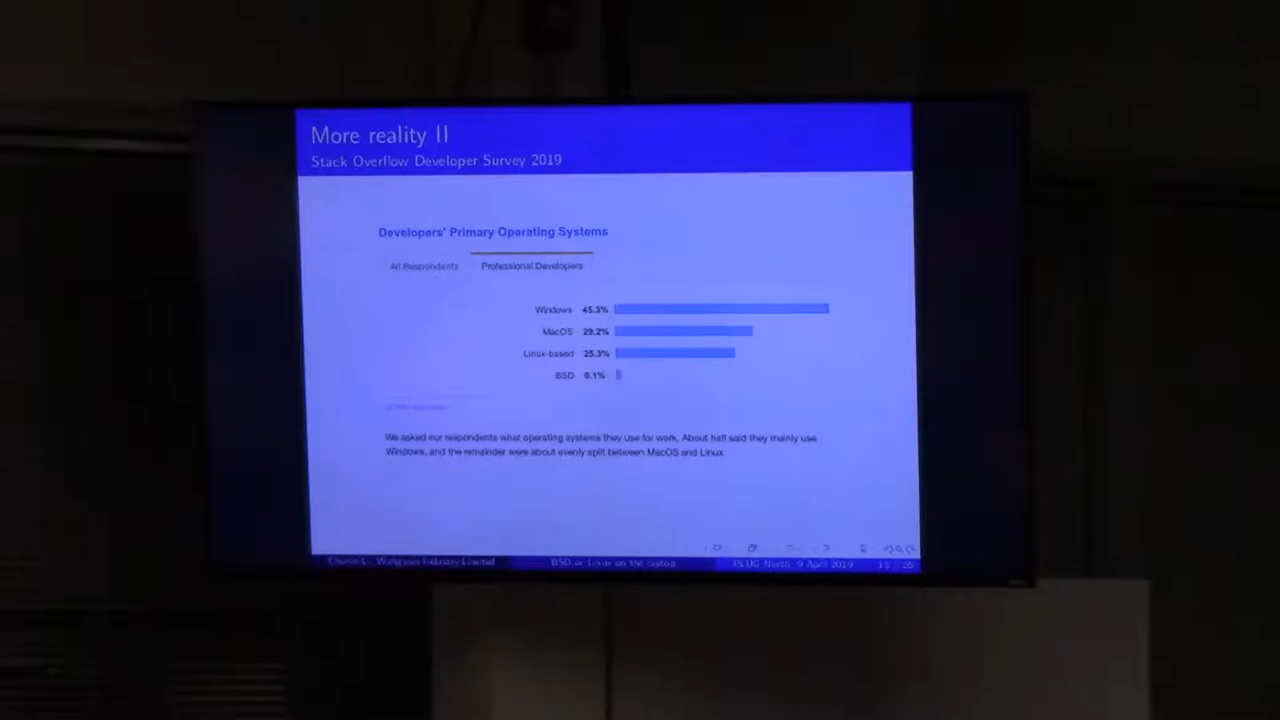 More reality II
Stack Overflow Developer Survey 2019
Developers' Primary Operating Systems
All Respondents Professional Developers
Windows 45.3%
MacOS 29.2%
Linux-based 25.3%
BSD 0.1%
We asked our respondents what operating systems they use for work. About half said they mainly use
Windows, and the remainder were about evenly split between MacOS and Linux.
Industry Limited BSD or Linux on the laptop PLUG North 9 April 2019